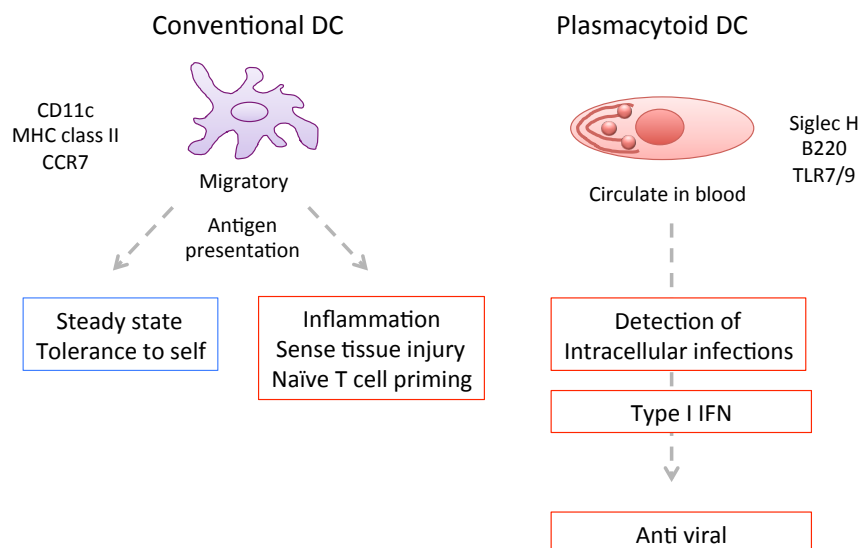 Conventional DC
CD11c
MHC class II
CCR7
Migratory
Antigen
presentation
Steady state
Tolerance to self
Inflammation
Sense tissue injury
Naïve T cell priming
Plasmacytoid DC
Siglec H
B220
TLR7/9
Circulate in blood
Detection of
Intracellular infections
Type I IFN
Anti viral